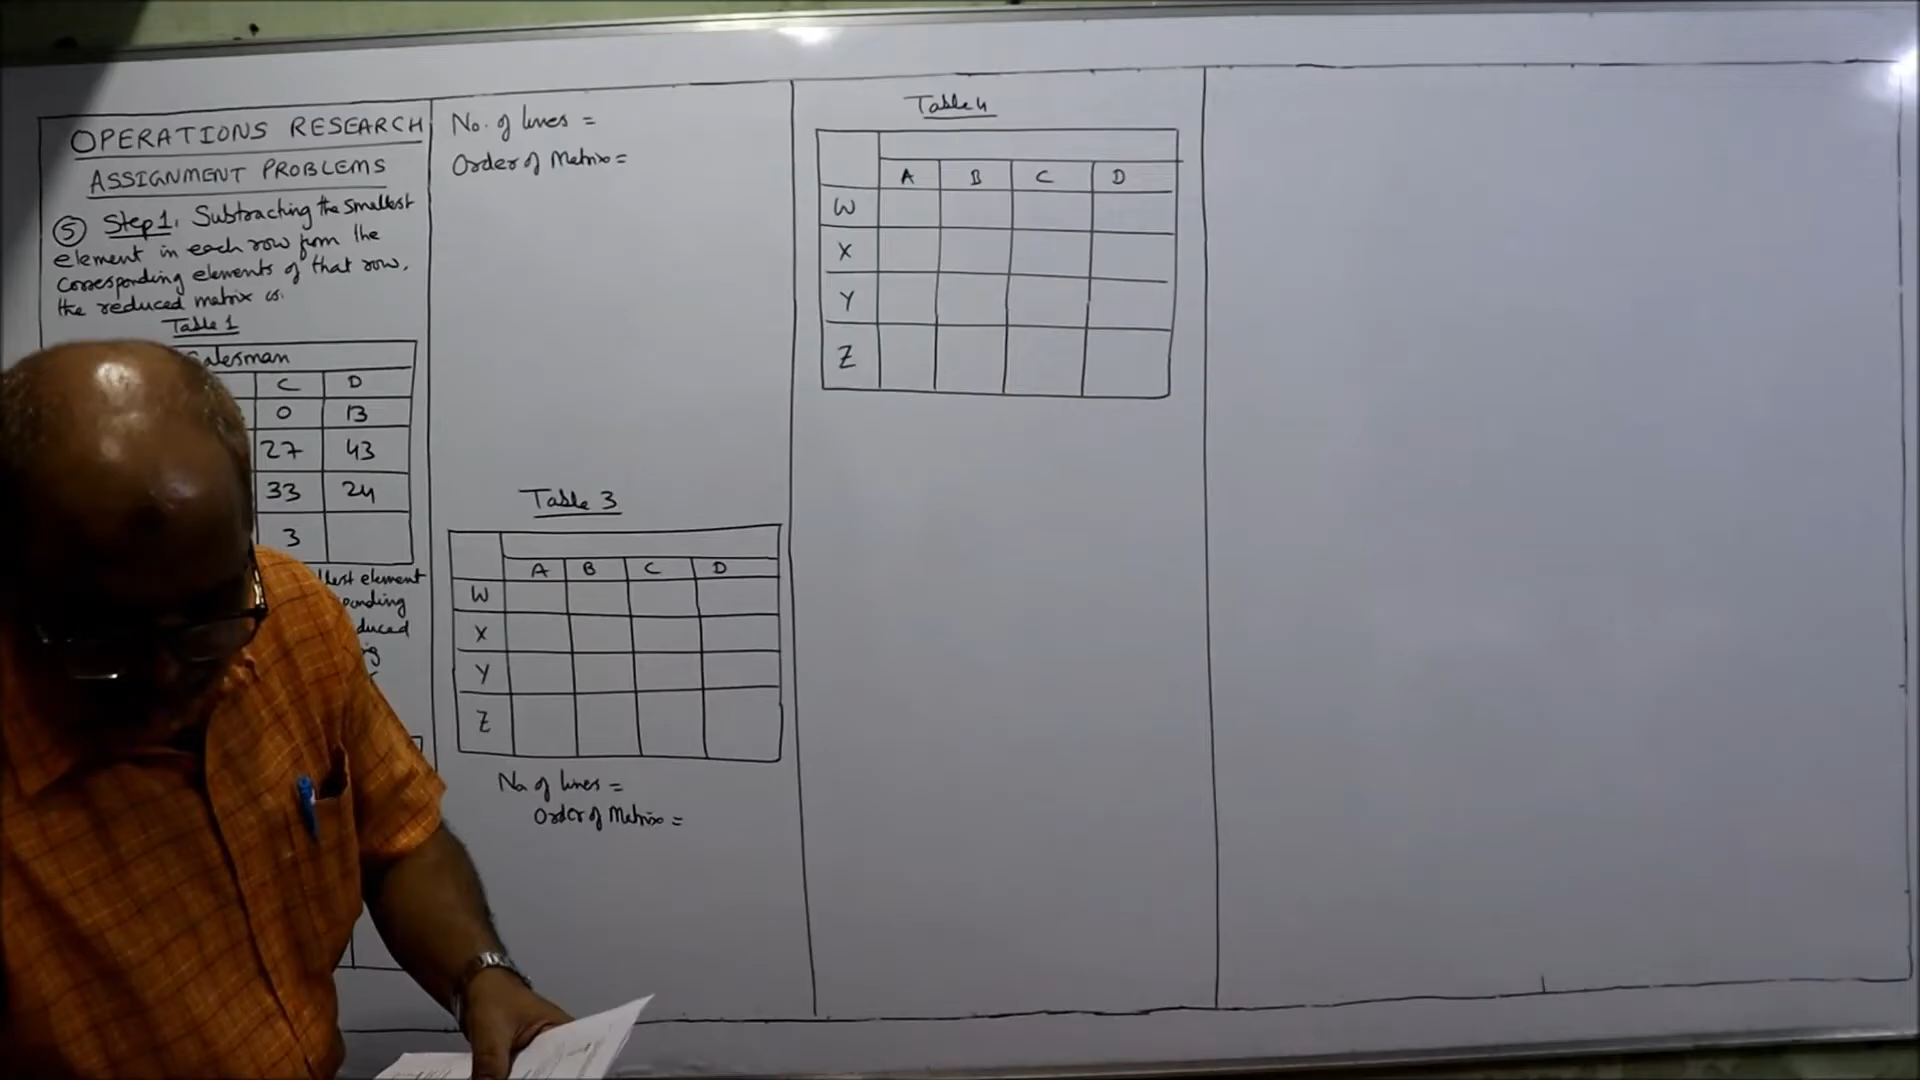 OPERATIONS RESEARCH
ASSIGNMENT PROBLEMS
⑤ Step 1. Subtracting the smallest
element in each row from the
corresponding elements of that row,
the reduced matrix is.
Table 1
Salesman
C D
0 13
27 43
33 24
3
element
No. of lines =
Order of Matrix =
Table 3
A B C D
W
X
Y
Z
No of lines =
Order of Matrix =
Table 4
A B C D
W
X
Y
Z